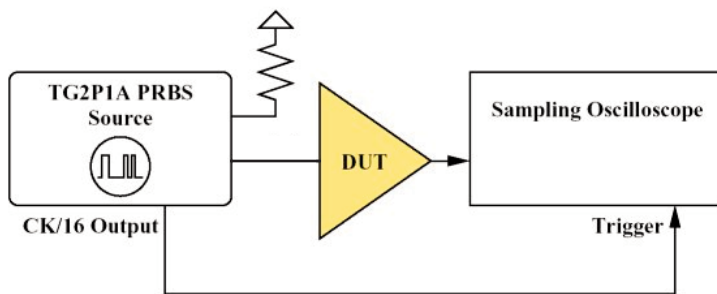 TG2P1A PRBS
Source
Sampling Oscilloscope
DUT
CK/16 Output
Trigger